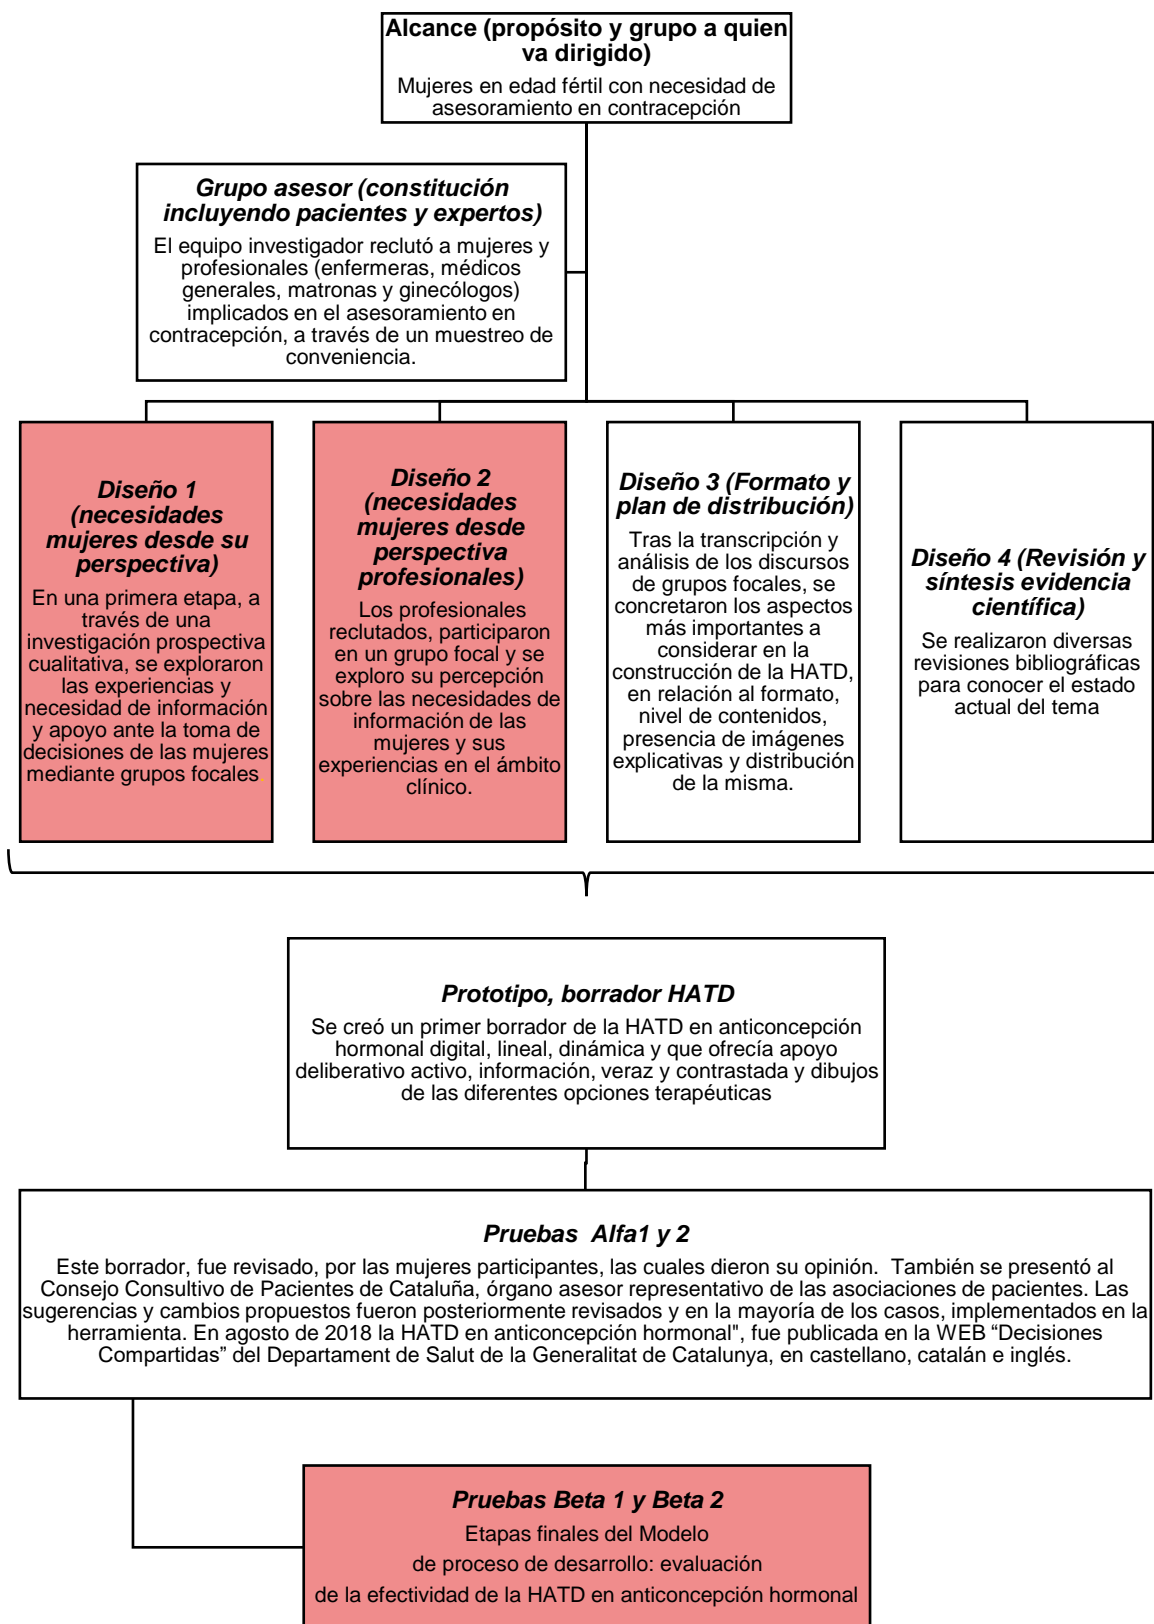 Alcance (propósito y grupo a quien
va dirigido)
Mujeres en edad fértil con necesidad de
asesoramiento en contracepción
Grupo asesor (constitución
incluyendo pacientes y expertos)
El equipo investigador reclutó a mujeres y
profesionales (enfermeras, médicos
generales, matronas y ginecólogos)
implicados en el asesoramiento en
contracepción, a través de un muestreo de
conveniencia.
Diseño 1
(necesidades
mujeres desde su
perspectiva)
En una primera etapa, a
través de una
investigación prospectiva
cualitativa, se exploraron
las experiencias y
necesidad de información
y apoyo ante la toma de
decisiones de las mujeres
mediante grupos focales
Diseño 2
(necesidades
mujeres desde
perspectiva
profesionales)
Los profesionales
reclutados, participaron
en un grupo focal y se
exploro su percepción
sobre las necesidades de
información de las
mujeres y sus
experiencias en el ámbito
clínico.
Diseño 3 (Formato y
plan de distribución)
Tras la transcripción y
análisis de los discursos
de grupos focales, se
concretaron los aspectos
más importantes a
considerar en la
construcción de la HATD,
en relación al formato,
nivel de contenidos,
presencia de imágenes
explicativas y distribución
de la misma.
Diseño 4 (Revisión y
síntesis evidencia
científica)
Se realizaron diversas
revisiones bibliográficas
para conocer el estado
actual del tema
Prototipo, borrador HATD
Se creó un primer borrador de la HATD en anticoncepción
hormonal digital, lineal, dinámica y que ofrecía apoyo
deliberativo activo, información, veraz y contrastada y dibujos
de las diferentes opciones terapéuticas
Pruebas Alfa1 y 2
Este borrador, fue revisado, por las mujeres participantes, las cuales dieron su opinión. También se presentó al
Consejo Consultivo de Pacientes de Cataluña, órgano asesor representativo de las asociaciones de pacientes. Las
sugerencias y cambios propuestos fueron posteriormente revisados y en la mayoría de los casos, implementados en la
herramienta. En agosto de 2018 la HATD en anticoncepción hormonal", fue publicada en la WEB “Decisiones
Compartidas” del Departament de Salut de la Generalitat de Catalunya, en castellano, catalán e inglés.
Pruebas Beta 1 y Beta 2
Etapas finales del Modelo
de proceso de desarrollo: evaluación
de la efectividad de la HATD en anticoncepción hormonal